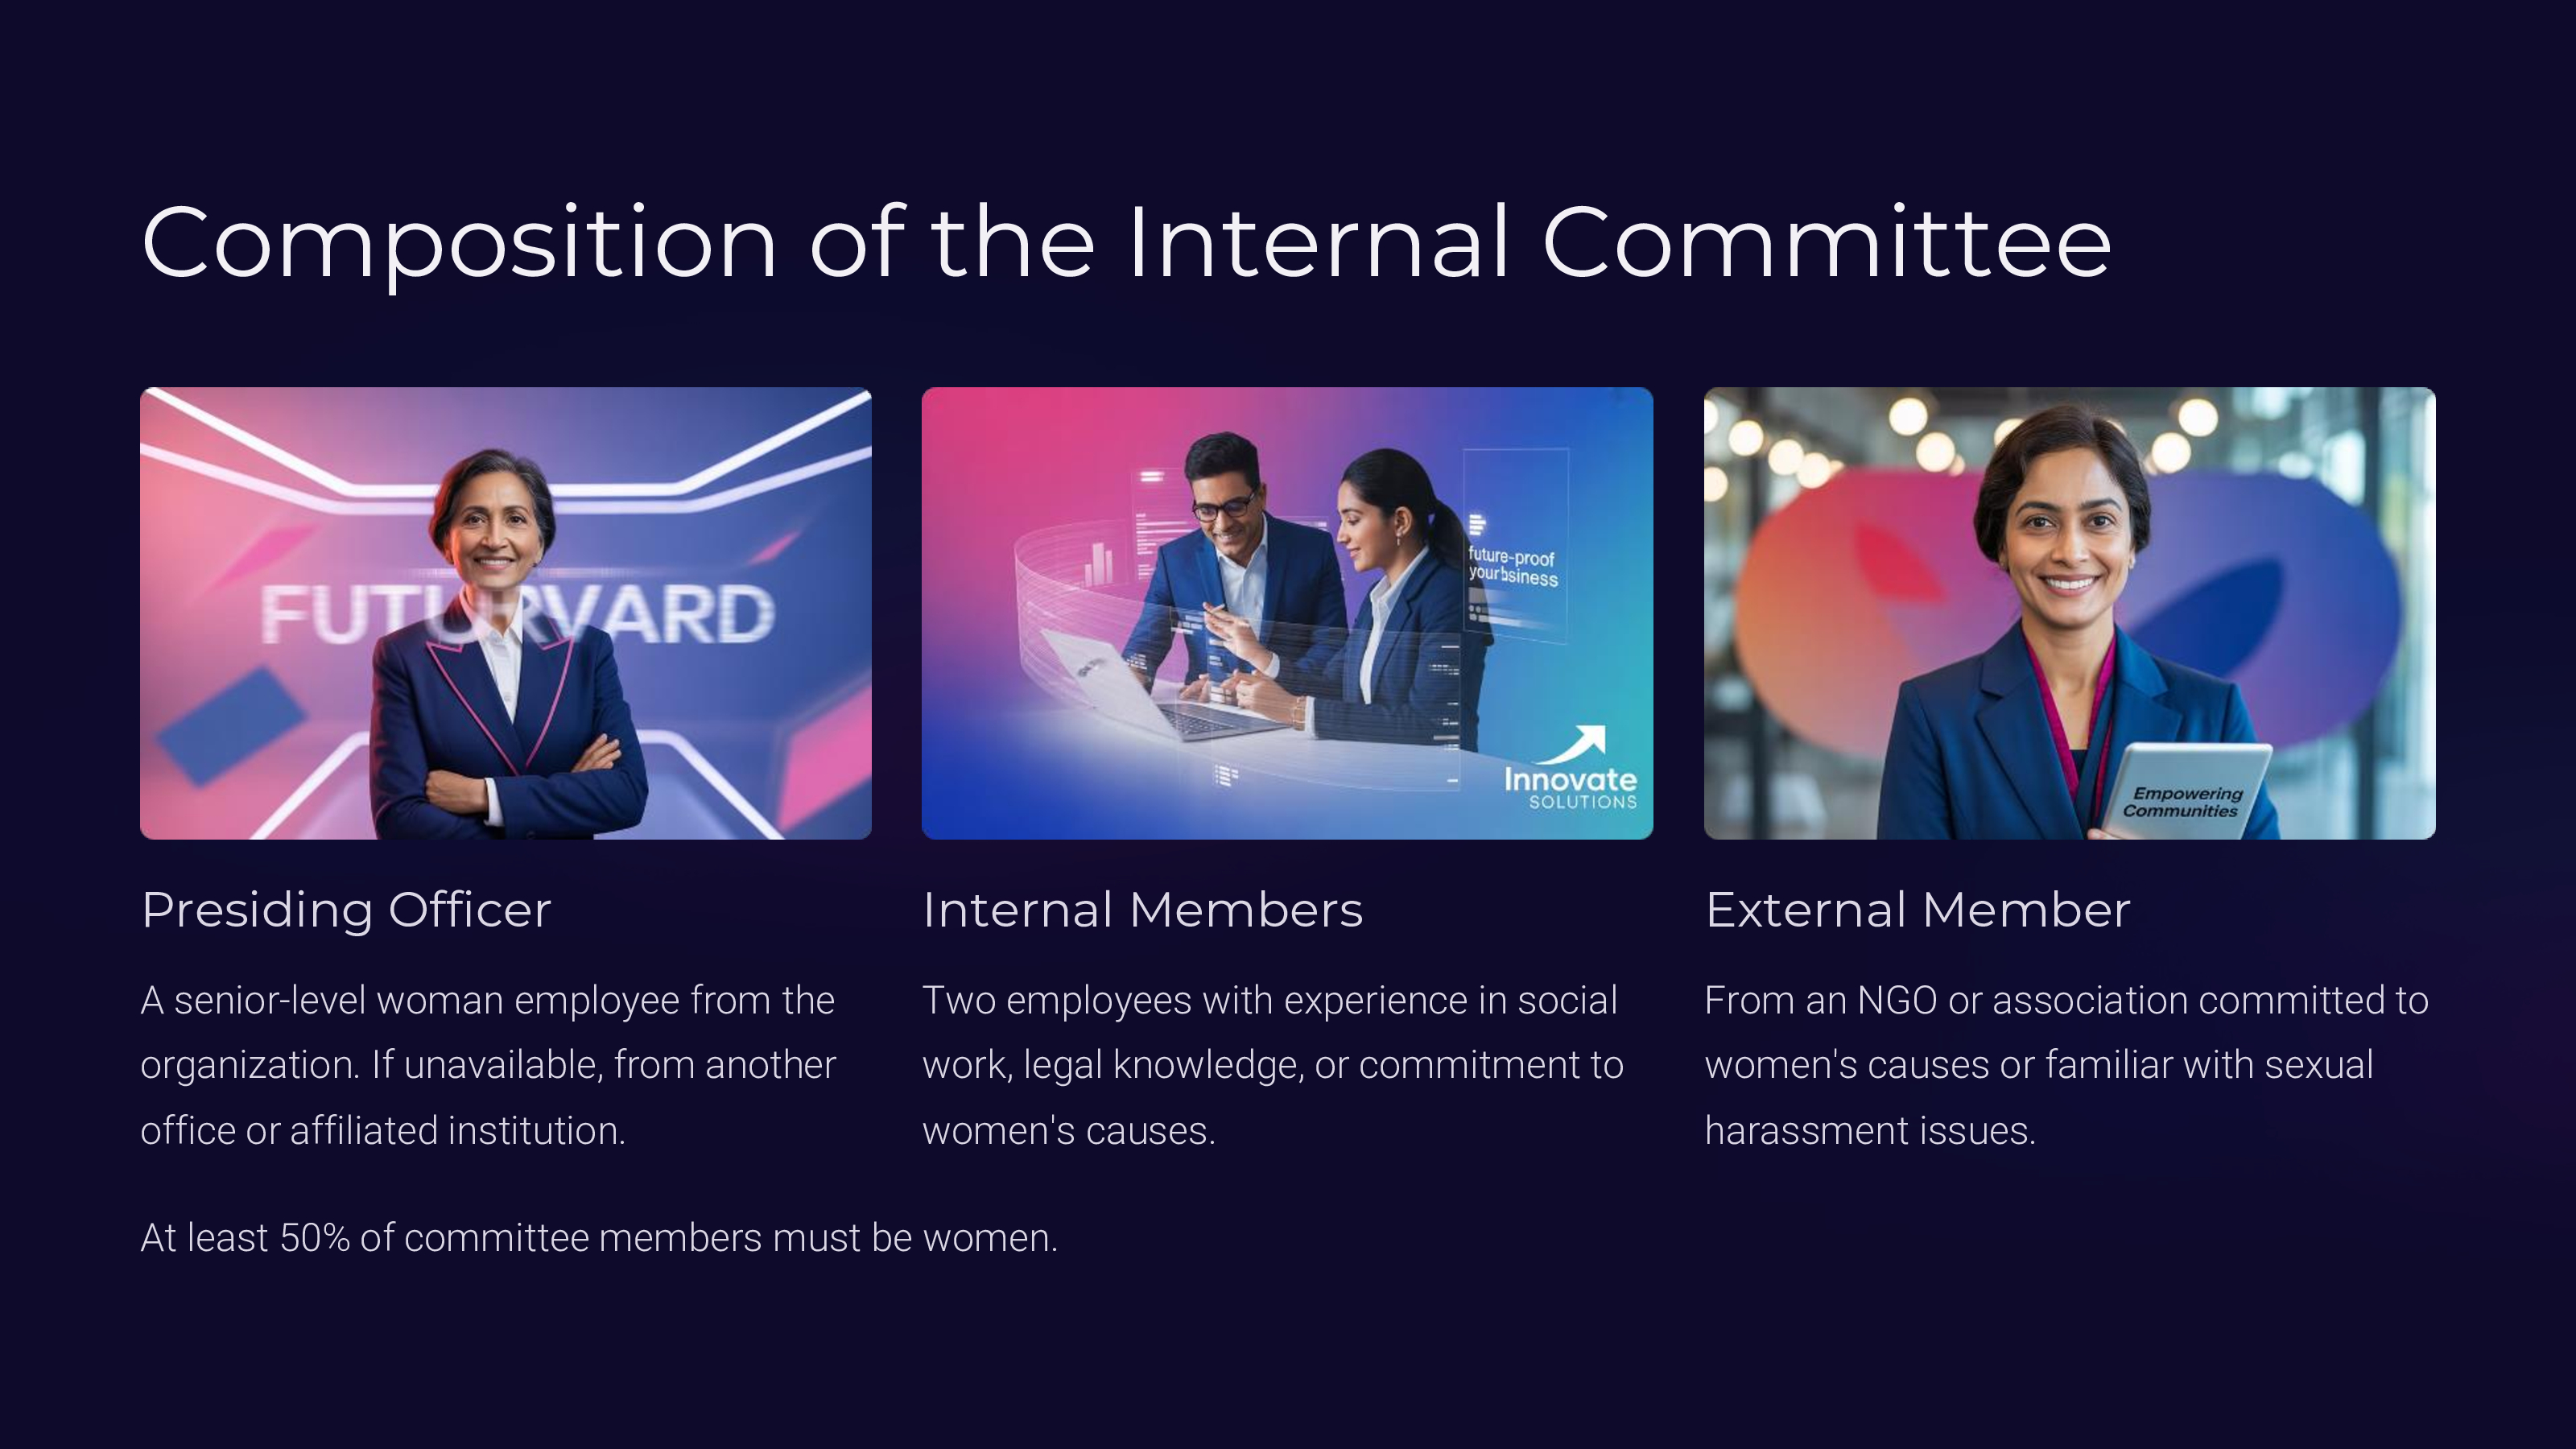 Composition of the Internal Committee
FUTURVARD
future-proof
yourbsiness
Innovate
SOLUTIONS
Empowering
Communities
Presiding Officer
A senior-level woman employee from the
organization. If unavailable, from another
office or affiliated institution.
Internal Members
Two employees with experience in social
work, legal knowledge, or commitment to
women's causes.
External Member
From an NGO or association committed to
women's causes or familiar with sexual
harassment issues.
At least 50% of committee members must be women.